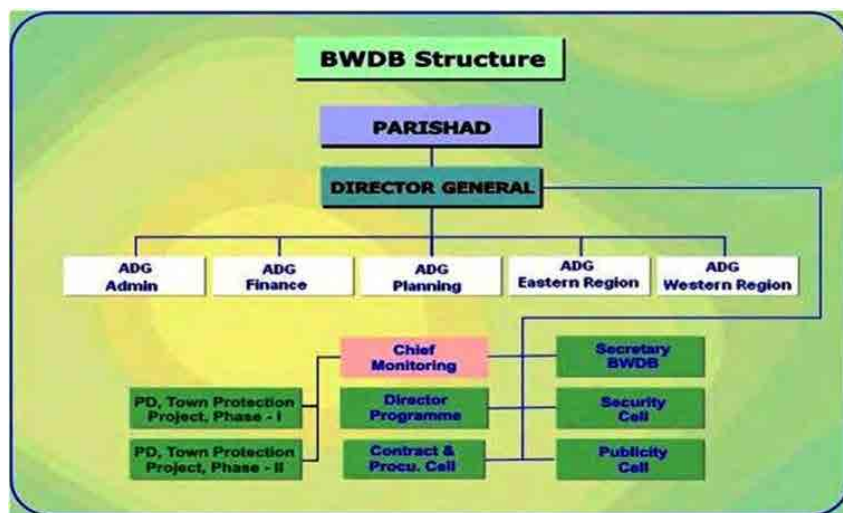 BWDB Structure
PARISHAD
DIRECTOR GENERAL
ADG
Admin
ADG
Finance
ADG
Planning
ADG
Eastern Region
ADG
Western Region
Chief
Monitoring
Secretary
BWDB
PD, Town Protection
Project, Phase - I
Director
Programme
Security
Cell
PD, Town Protection
Project, Phase - II
Contract &
Procu. Cell
Publicity
Cell